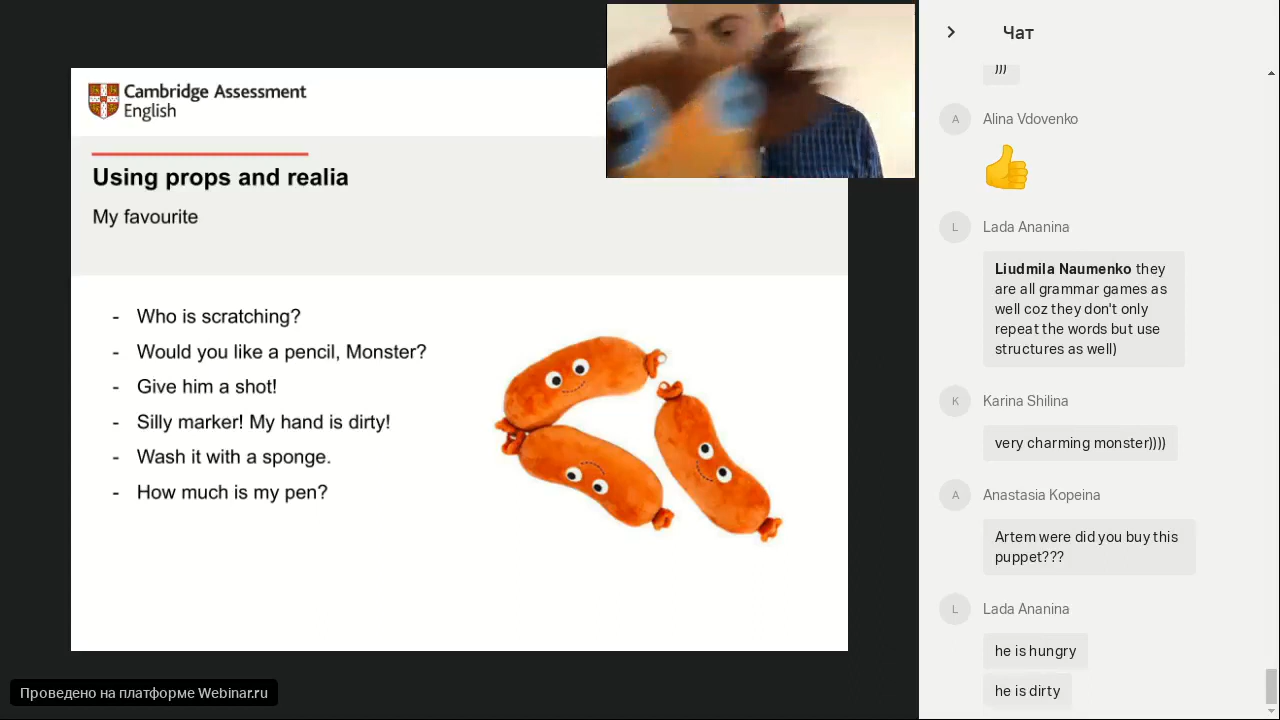 Cambridge Assessment
English
Using props and realia
My favourite
- Who is scratching?
- Would you like a pencil, Monster?
- Give him a shot!
- Silly marker! My hand is dirty!
- Wash it with a sponge.
- How much is my pen?
Проведено на платформе Webinar.ru
Чат
)))
A
Alina Vdovenko
L
Lada Ananina
Liudmila Naumenko they
are all grammar games as
well coz they don't only
repeat the words but use
structures as well)
K
Karina Shilina
very charming monster))))
A
Anastasia Kopeina
Artem were did you buy this
puppet???
L
Lada Ananina
he is hungry
he is dirty